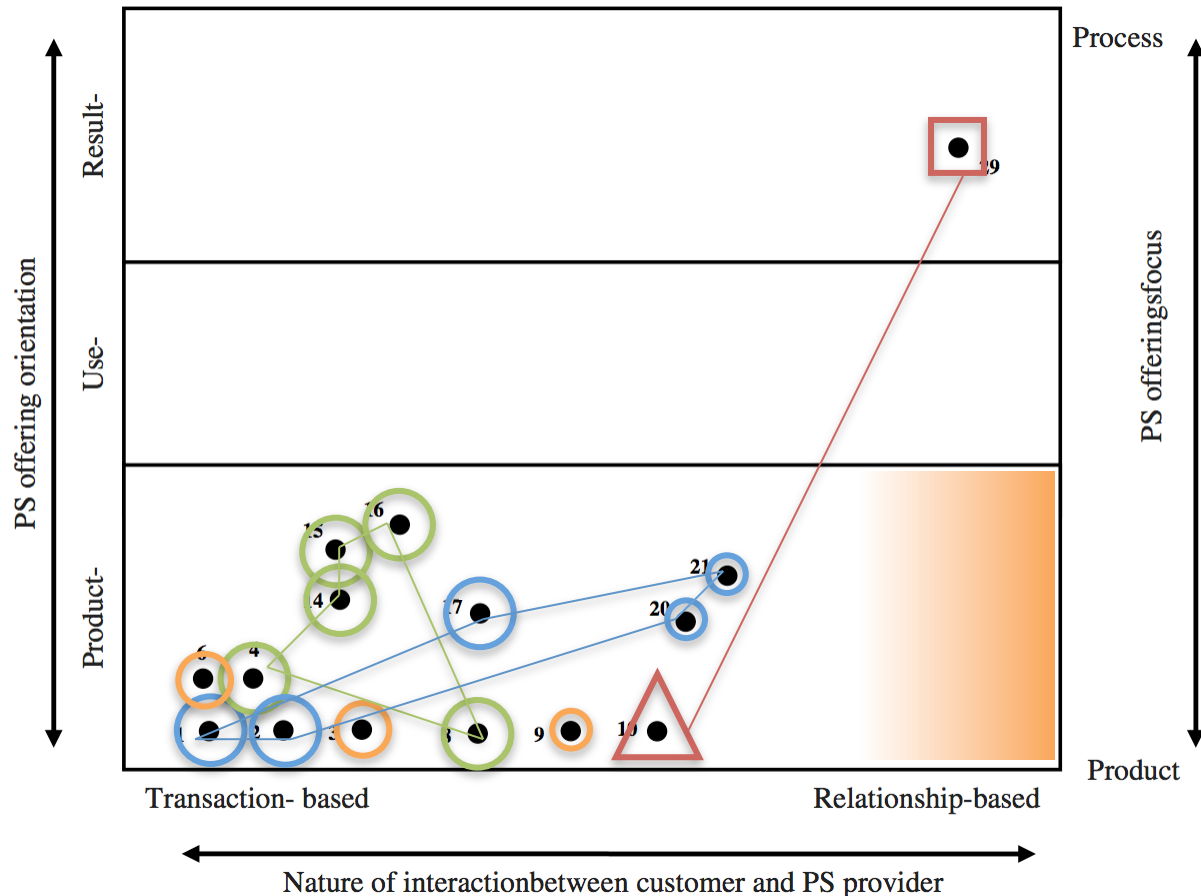 Process
Result-
29
PS offering orientation
Use-
PS offeringsfocus
16
15
21
14
17
20
6
4
1
2
3
8
9
10
Product-
Product
Transaction- based
Relationship-based
Nature of interactionbetween customer and PS provider